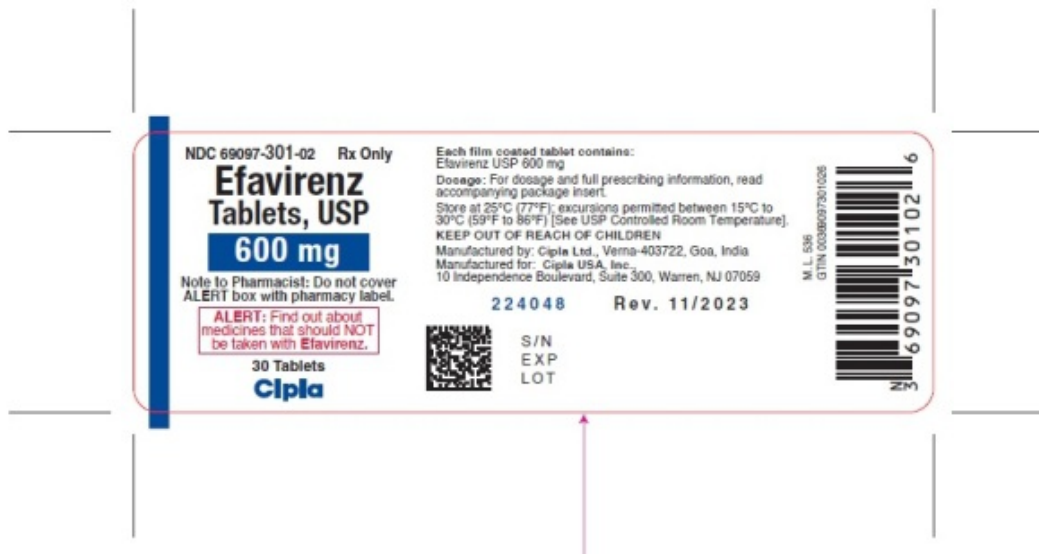 NDC 69097-301-02 Rx Only
Efavirenz
Tablets, USP
600 mg
Note to Pharmacist: Do not cover
ALERT box with pharmacy label.
ALERT: Find out about
medicines that should NOT
be taken with Efavirenz.
30 Tablets
Cipla
Each film coated tablet contains:
Efavirenz USP 600 mg
Dosage: For dosage and full prescribing information, read
accompanying package insert.
Store at 25°C (77°F); excursions permitted between 15°C to
30°C (59°F to 86°F) [See USP Controlled Room Temperature].
KEEP OUT OF REACH OF CHILDREN
Manufactured by: Cipla Ltd., Verna-403722, Goa, India
Manufactured for: Cipla USA, Inc.,
10 Independence Boulevard, Suite 300, Warren, NJ 07059
224048 Rev. 11/2023
S/N
EXP
LOT
M.L. 536
GTIN 00369097301026
N
3 69097 30102 6